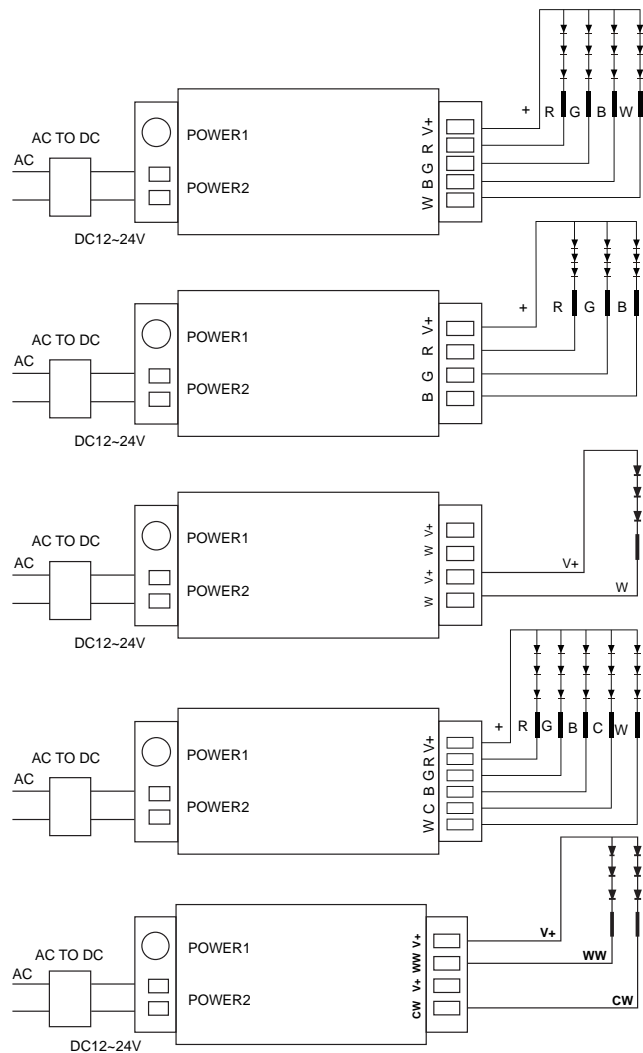 + R G B W
AC TO DC
AC
POWER1
POWER2
V+
R
G
B
W
DC12~24V
+ R G B
AC TO DC
AC
POWER1
POWER2
V+
R
G
B
DC12~24V
AC TO DC
AC
POWER1
POWER2
V+
W
V+
W
V+
W
DC12~24V
+ R G B C W
AC TO DC
AC
POWER1
POWER2
V+
R
G
B
C
W
AC TO DC
AC
POWER1
POWER2
V+
WW
V+
CW
V+
WW
CW
DC12~24V